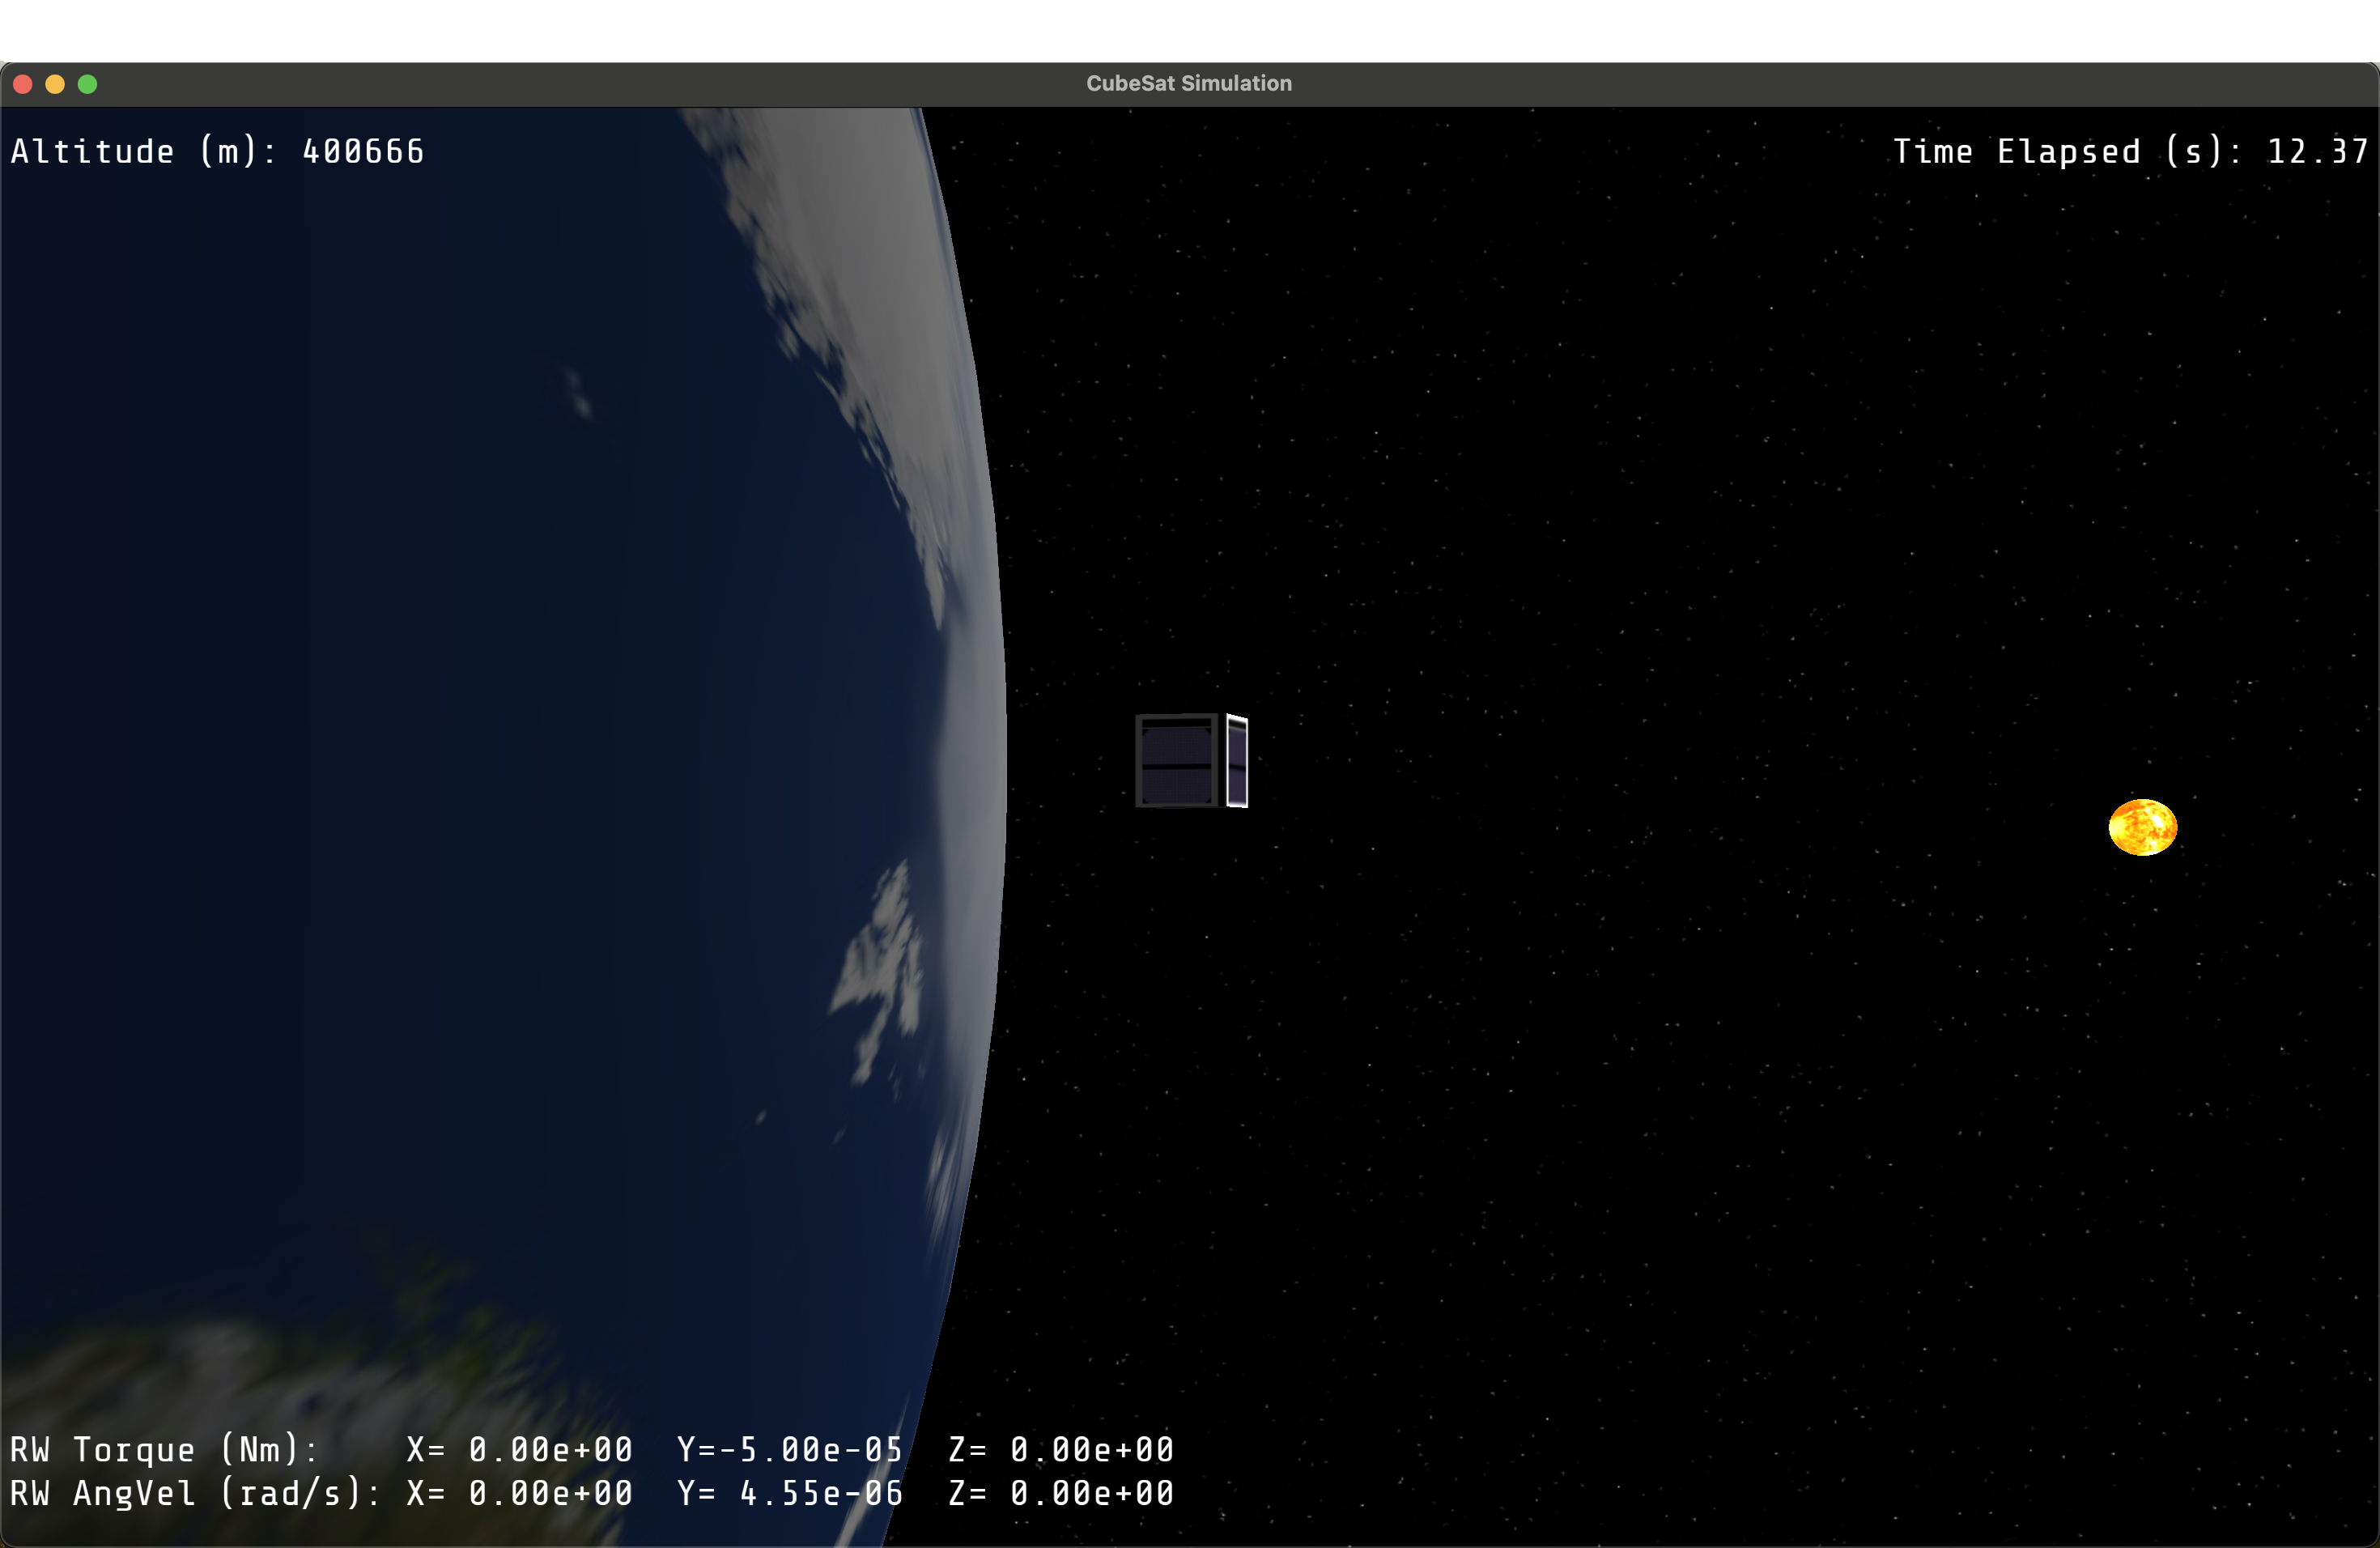 CubeSat Simulation
Altitude (m): 400666
Time Elapsed (s): 12.37
RW Torque (Nm): X= 0.00e+00 Y=-5.00e-05 Z= 0.00e+00
RW AngVel (rad/s): X= 0.00e+00 Y= 4.55e-06 Z= 0.00e+00